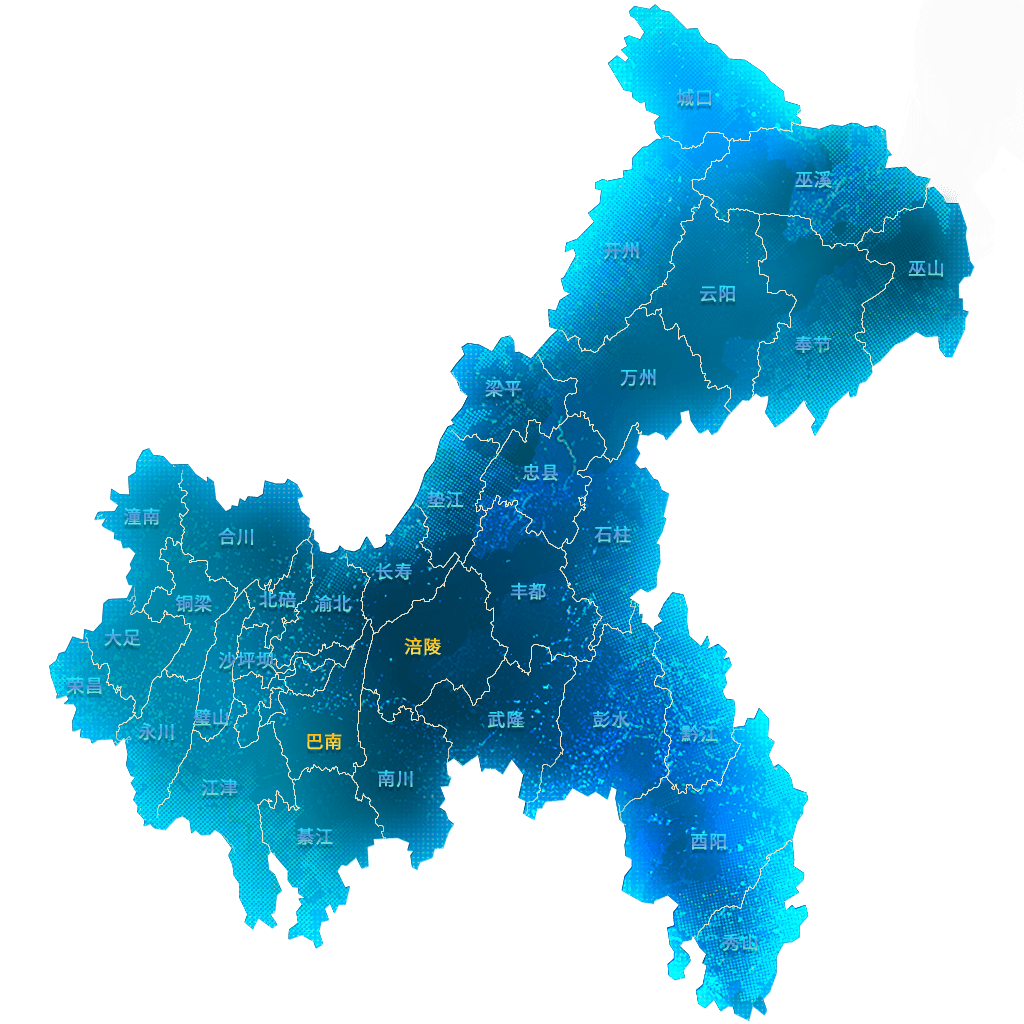 城口
巫溪
开州
巫山
云阳
奉节
万州
梁平
忠县
垫江
潼南
石柱
合川
长寿
丰都
北碚
铜梁
渝北
大足
涪陵
沙坪坝
荣昌
璧山
武隆
彭水
永川
黔江
巴南
南川
江津
綦江
酉阳
秀山